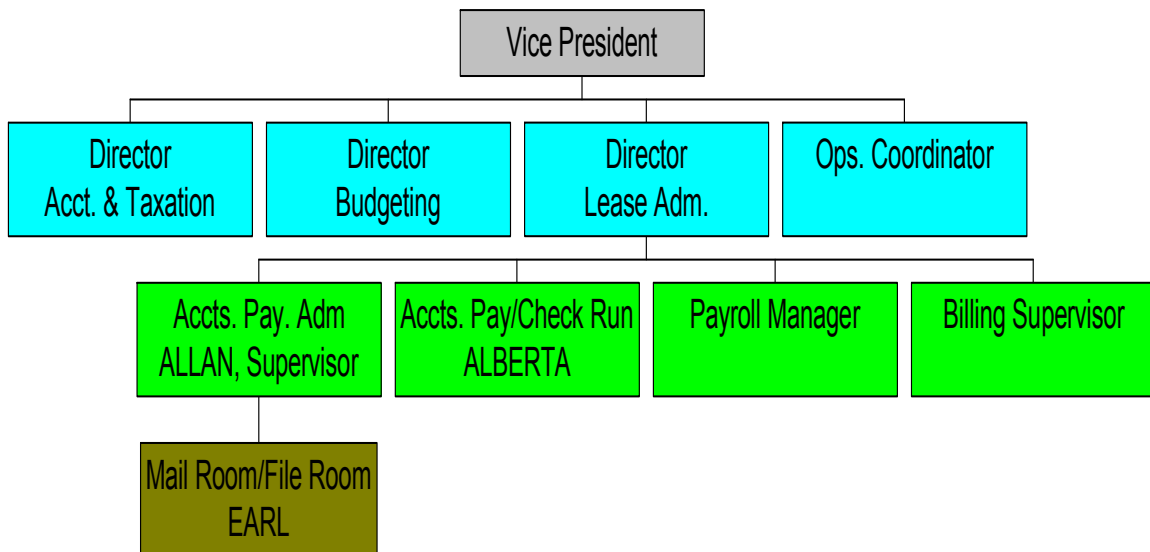 Vice President
Director
Acct. & Taxation
Director
Budgeting
Director
Lease Adm.
Ops. Coordinator
Accts. Pay. Adm
ALLAN, Supervisor
Accts. Pay/Check Run
ALBERTA
Payroll Manager
Billing Supervisor
Mail Room/File Room
EARL